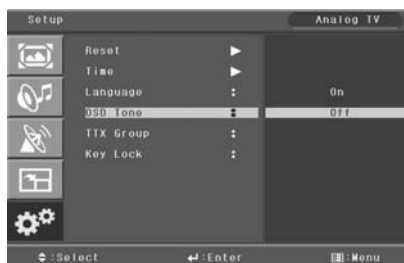 Setup Analog TV
Reset
Time
Language : On
OSD Tone : Off
TTX Group :
Key Lock :
:Select :Enter :Menu